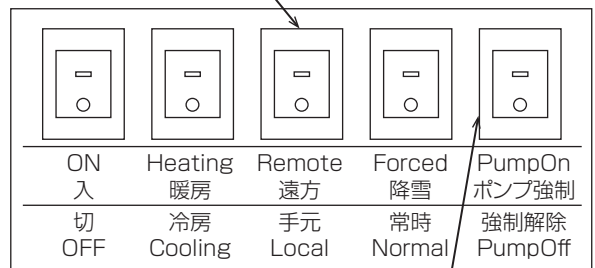 ON Heating Remote Forced PumpOn
入 暖房 遠方 降雪 ポンプ強制
切 冷房 手元 常時 強制解除
OFF Cooling Local Normal PumpOff